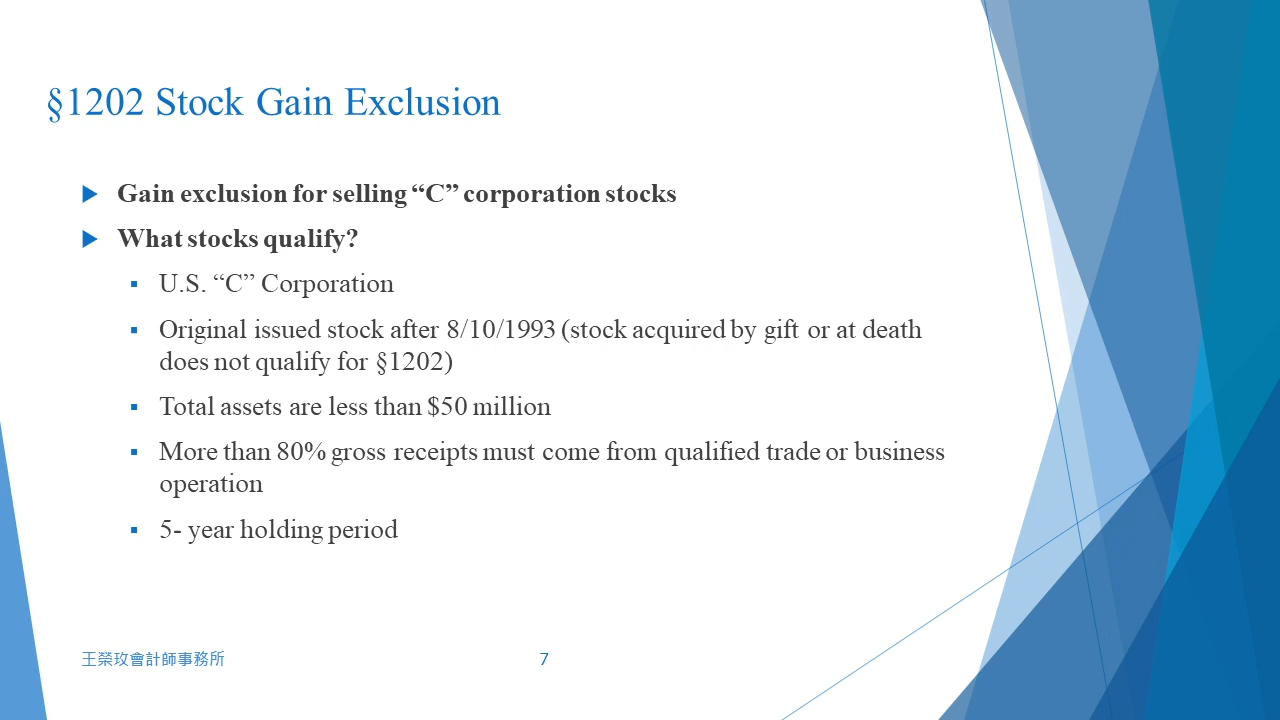 §1202 Stock Gain Exclusion
Gain exclusion for selling “C” corporation stocks
What stocks qualify?
U.S. “C” Corporation
Original issued stock after 8/10/1993 (stock acquired by gift or at death
does not qualify for §1202)
Total assets are less than $50 million
More than 80% gross receipts must come from qualified trade or business
operation
5- year holding period
王榮玫會計師事務所
7